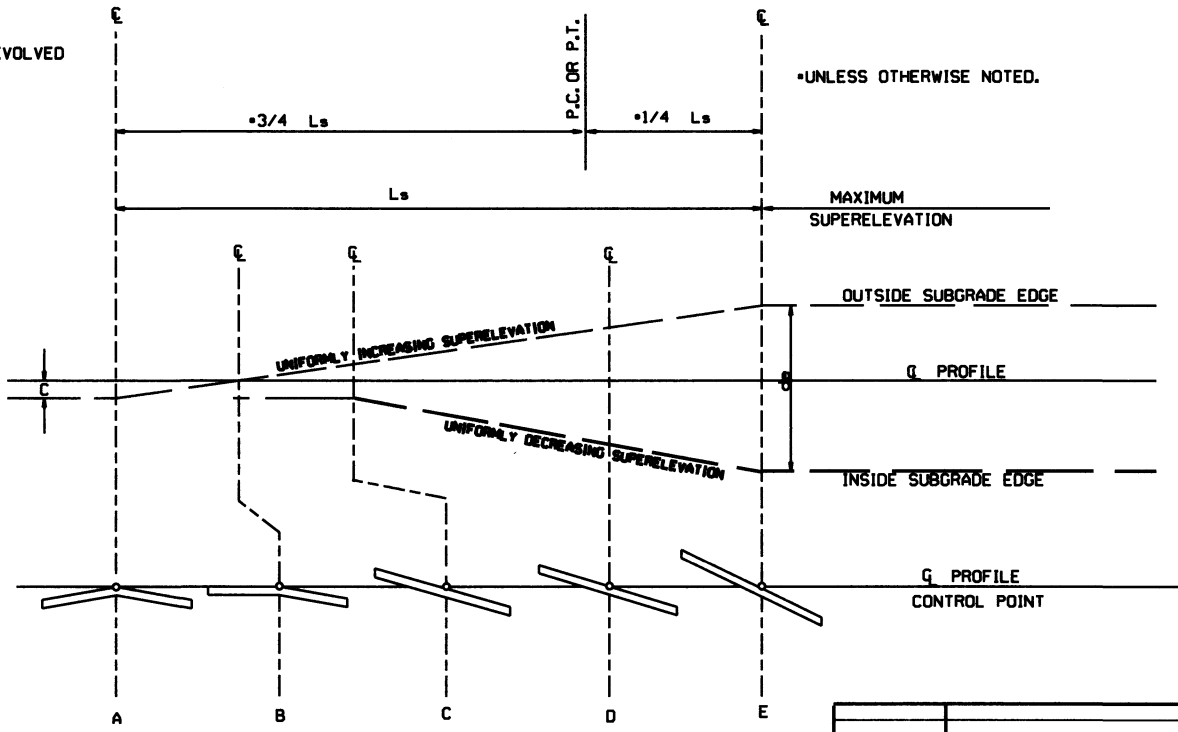 ℄
℄
EVOLVED
P.C. OR P.T.
*UNLESS OTHERWISE NOTED.
*3/4 Ls
*1/4 Ls
Ls
MAXIMUM
SUPERELEVATION
℄
℄
℄
OUTSIDE SUBGRADE EDGE
UNIFORMLY INCREASING SUPERELEVATION
C
℄ PROFILE
UNIFORMLY DECREASING SUPERELEVATION
INSIDE SUBGRADE EDGE
℄ PROFILE
CONTROL POINT
A
B
C
D
E